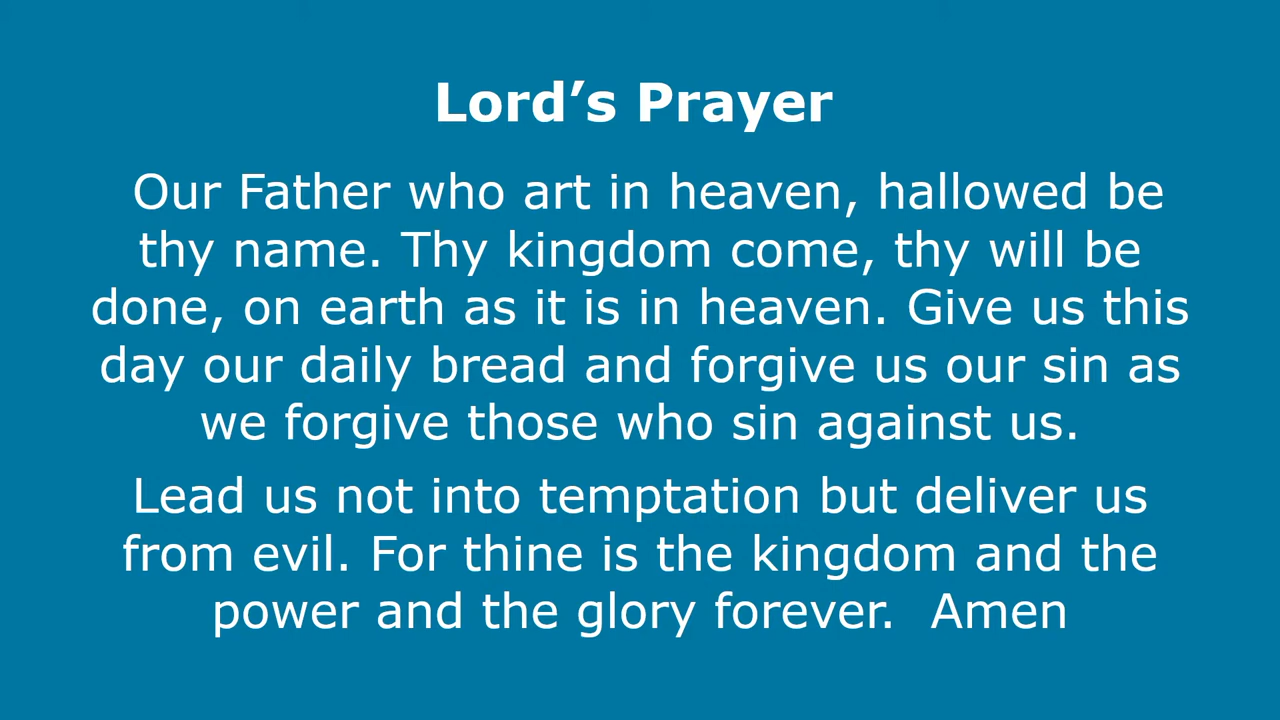 Lord’s Prayer
Our Father who art in heaven, hallowed be
thy name. Thy kingdom come, thy will be
done, on earth as it is in heaven. Give us this
day our daily bread and forgive us our sin as
we forgive those who sin against us.
Lead us not into temptation but deliver us
from evil. For thine is the kingdom and the
power and the glory forever.  Amen